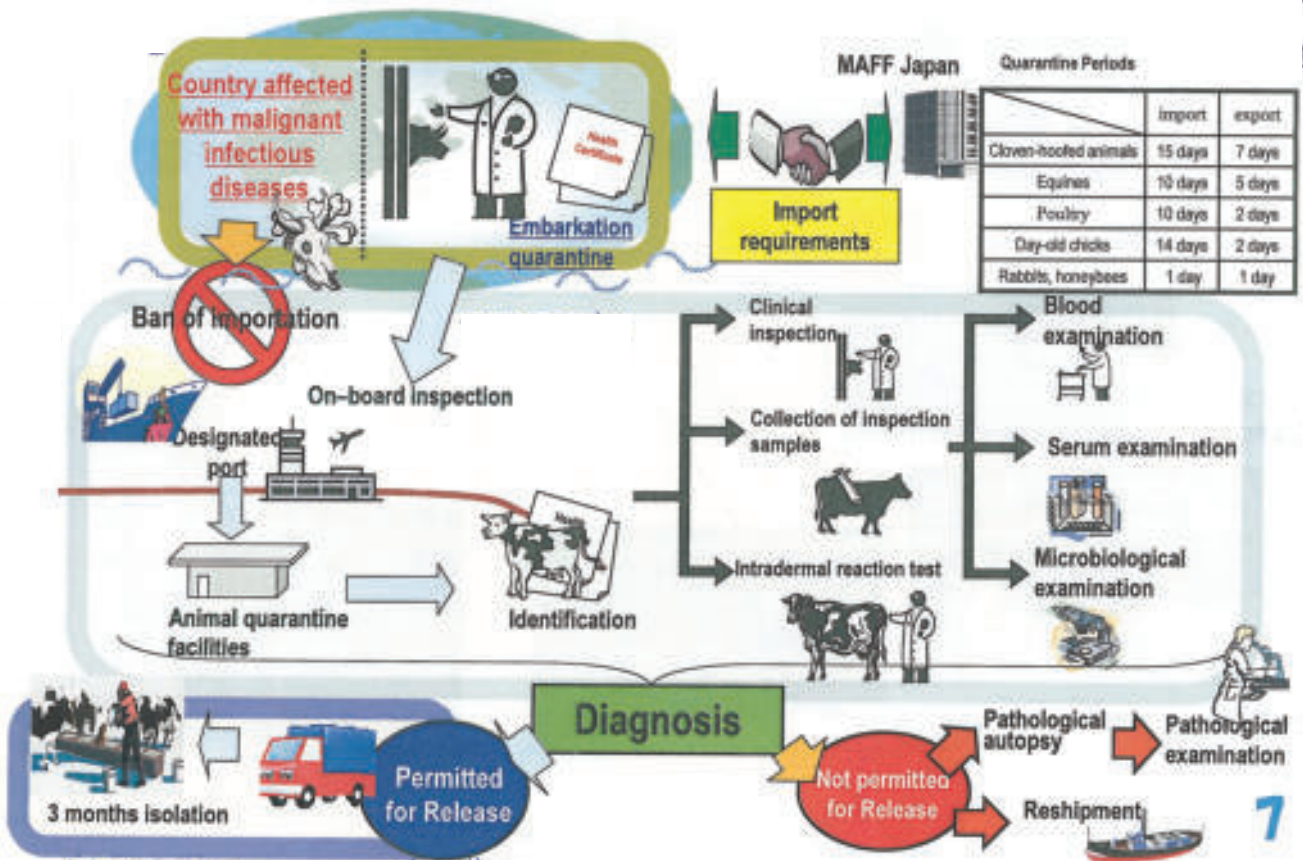 Country affected
with malignant
infectious
diseases
Health
Certificate
Embarkation
quarantine
MAFF Japan
Import
requirements
Quarantine Periods
import export
Cloven-hoofed animals 15 days 7 days
Equines 10 days 5 days
Poultry 10 days 2 days
Day-old chicks 14 days 2 days
Rabbits, honeybees 1 day 1 day
Ban of Importation
On-board inspection
Designated
port
Animal quarantine
facilities
Health
Identification
Clinical
inspection
Collection of inspection
samples
Intradermal reaction test
Blood
examination
Serum examination
Microbiological
examination
Diagnosis
Permitted
for Release
3 months isolation
Not permitted
for Release
Pathological
autopsy
Pathological
examination
Reshipment
7